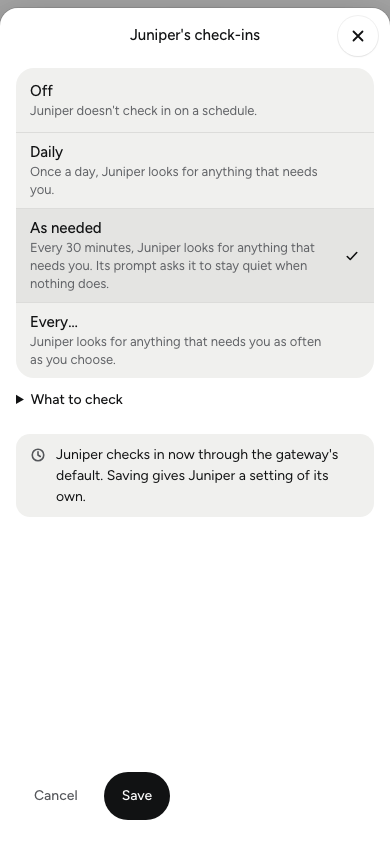 Juniper's check-ins
Off
Juniper doesn't check in on a schedule.
Daily
Once a day, Juniper looks for anything that needs
you.
As needed
Every 30 minutes, Juniper looks for anything that
needs you. Its prompt asks it to stay quiet when
nothing does.
Every...
Juniper looks for anything that needs you as often
as you choose.
What to check
Juniper checks in now through the gateway's
default. Saving gives Juniper a setting of its
own.
Cancel
Save